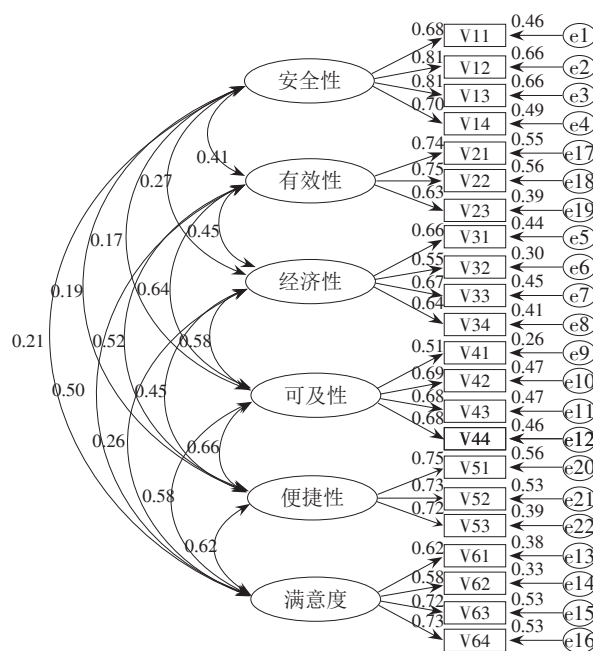 0.68 V11 0.46 e1
安全性 0.81 V12 0.66 e2
0.81 V13 0.66 e3
0.70 V14 0.49 e4
0.41
0.74 V21 0.55 e17
有效性 0.75 V22 0.56 e18
0.63 V23 0.39 e19
0.27
0.45
0.66 V31 0.44 e5
0.17 经济性 0.55 V32 0.30 e6
0.19 0.64 0.67 V33 0.45 e7
0.64 V34 0.41 e8
0.21 0.52 0.58
0.51 V41 0.26 e9
0.50 0.45 可及性 0.69 V42 0.47 e10
0.68 V43 0.47 e11
0.68 V44 0.46 e12
0.26 0.66
0.75 V51 0.56 e20
0.58 便捷性 0.73 V52 0.53 e21
0.72 V53 0.39 e22
0.62
0.62 V61 0.38 e13
满意度 0.58 V62 0.33 e14
0.72 V63 0.53 e15
0.73 V64 0.53 e16